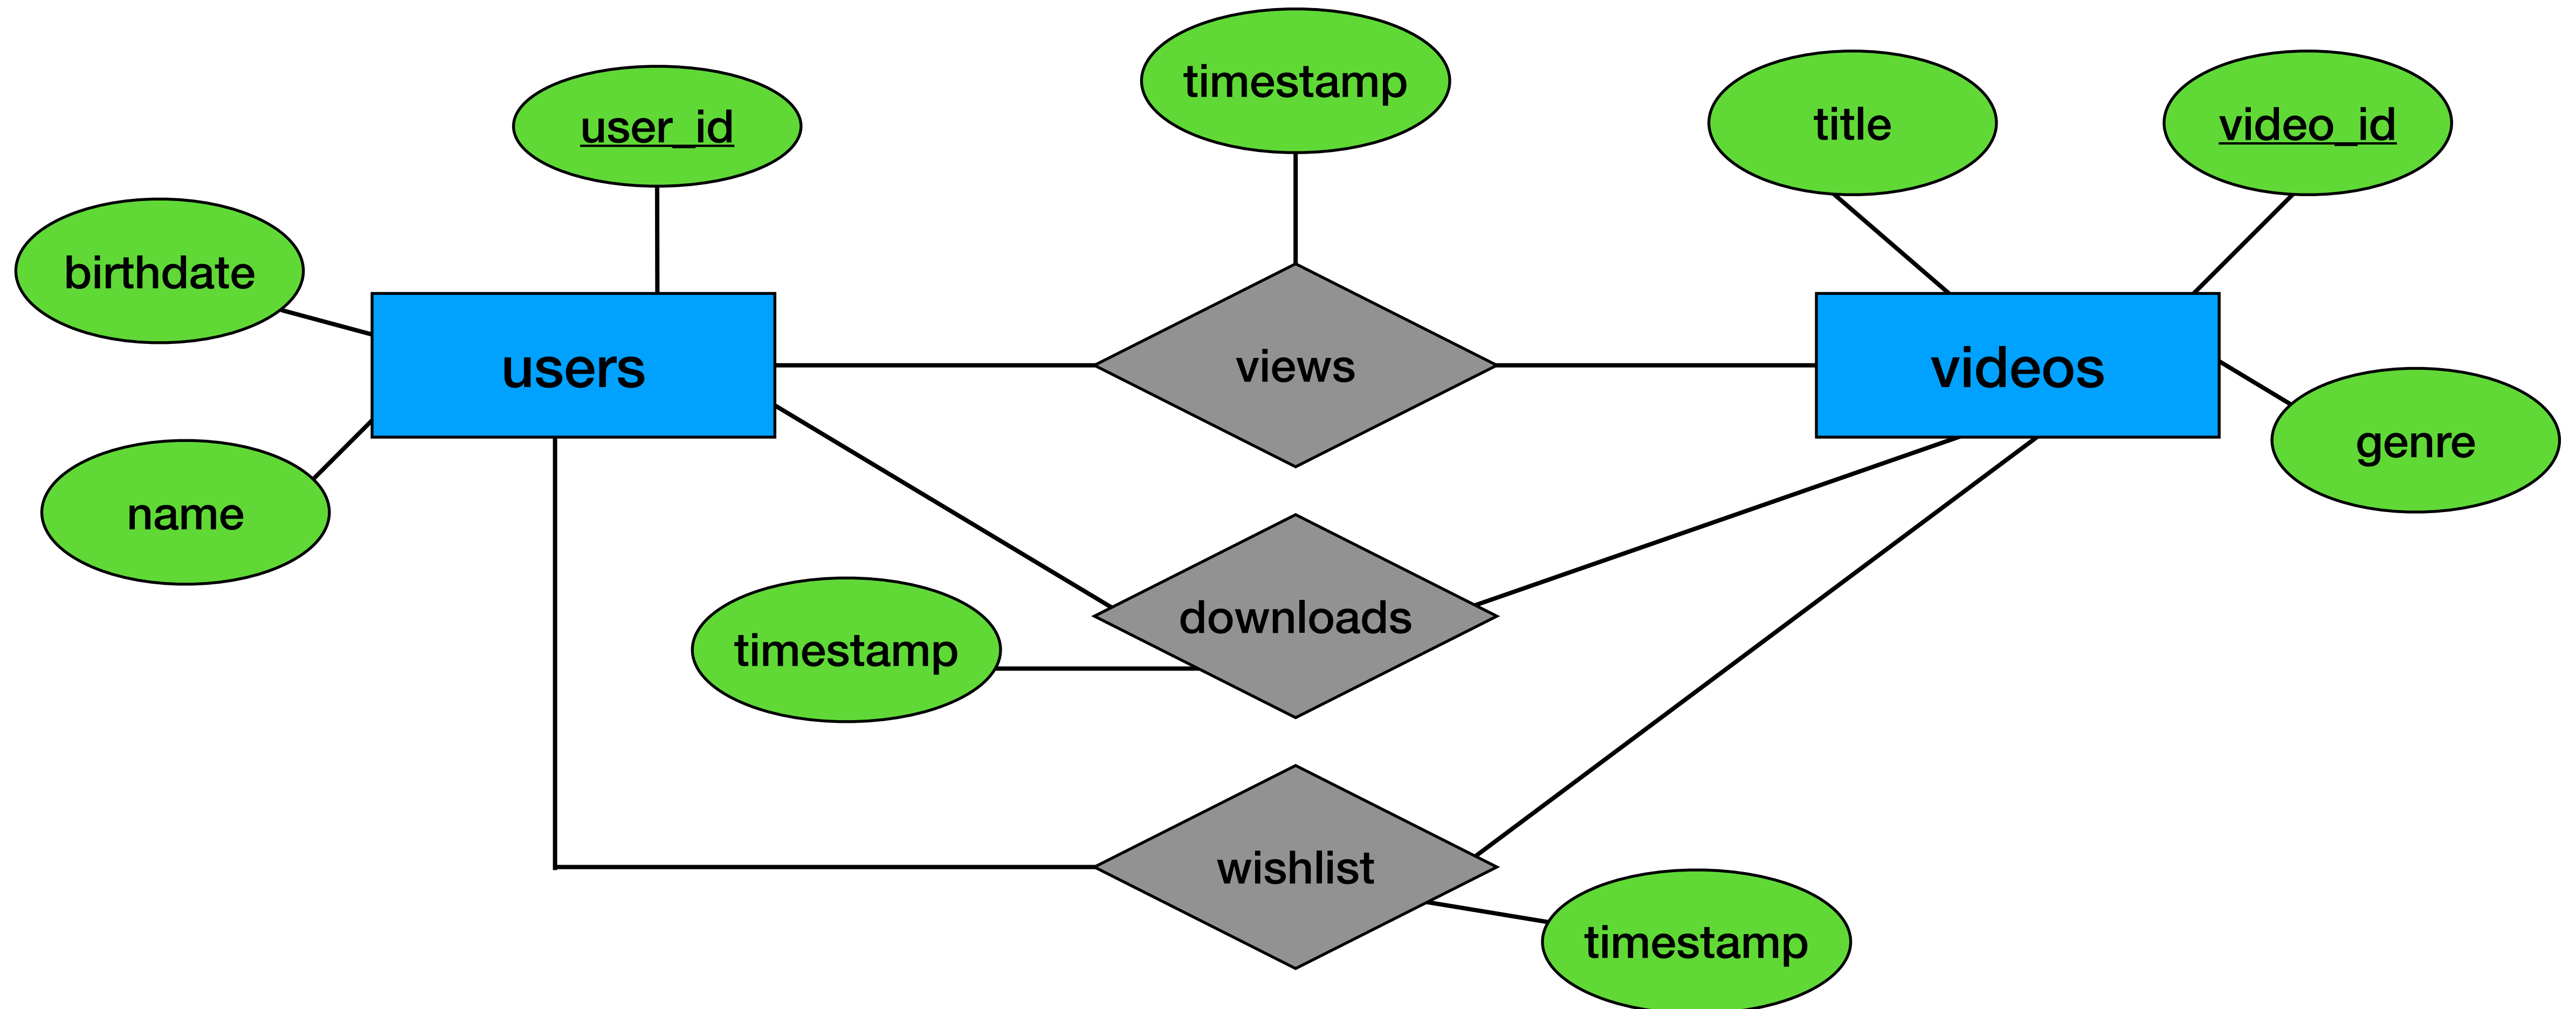 timestamp
title
video_id
user_id
birthdate
users
views
videos
genre
name
downloads
timestamp
wishlist
timestamp